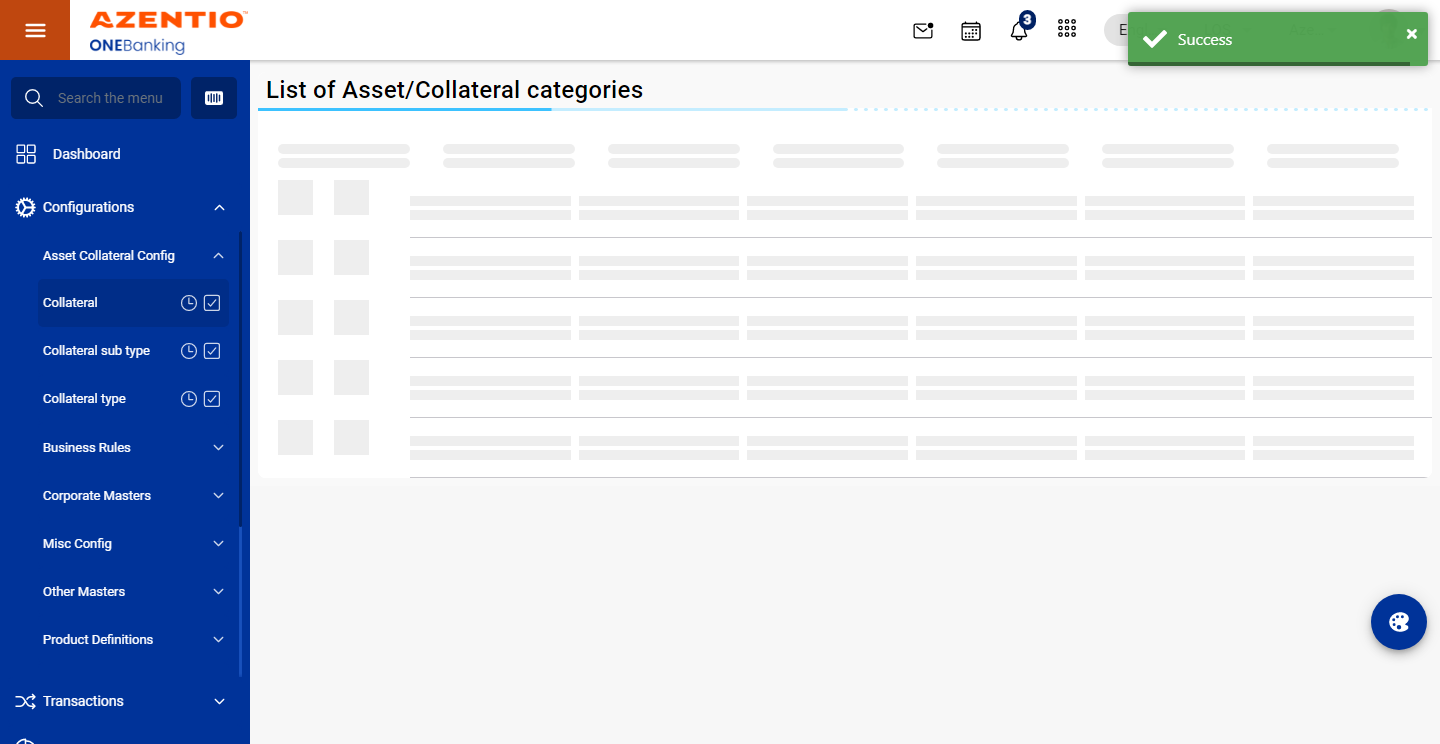 AZENTIO™
ONEBanking
3
Success
Search the menu
List of Asset/Collateral categories
Dashboard
Configurations
Asset Collateral Config
Collateral
Collateral sub type
Collateral type
Business Rules
Corporate Masters
Misc Config
Other Masters
Product Definitions
Transactions